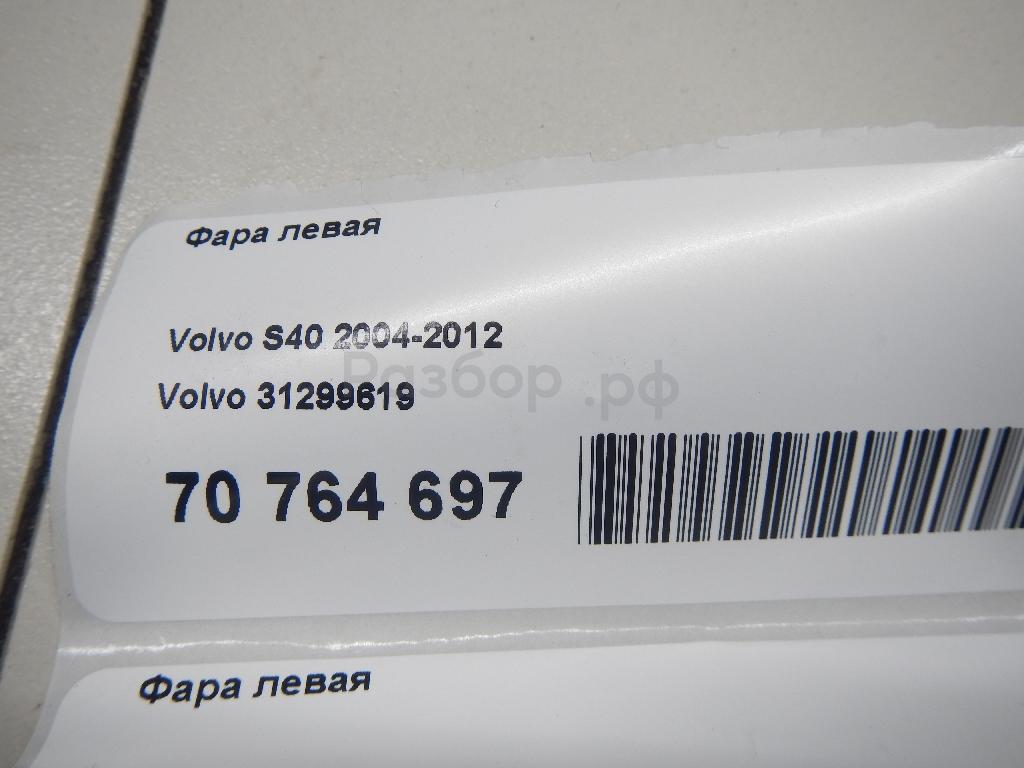 Фара левая
Volvo S40 2004-2012
Разбор.рф
Volvo 31299619
70 764 697
Фара левая